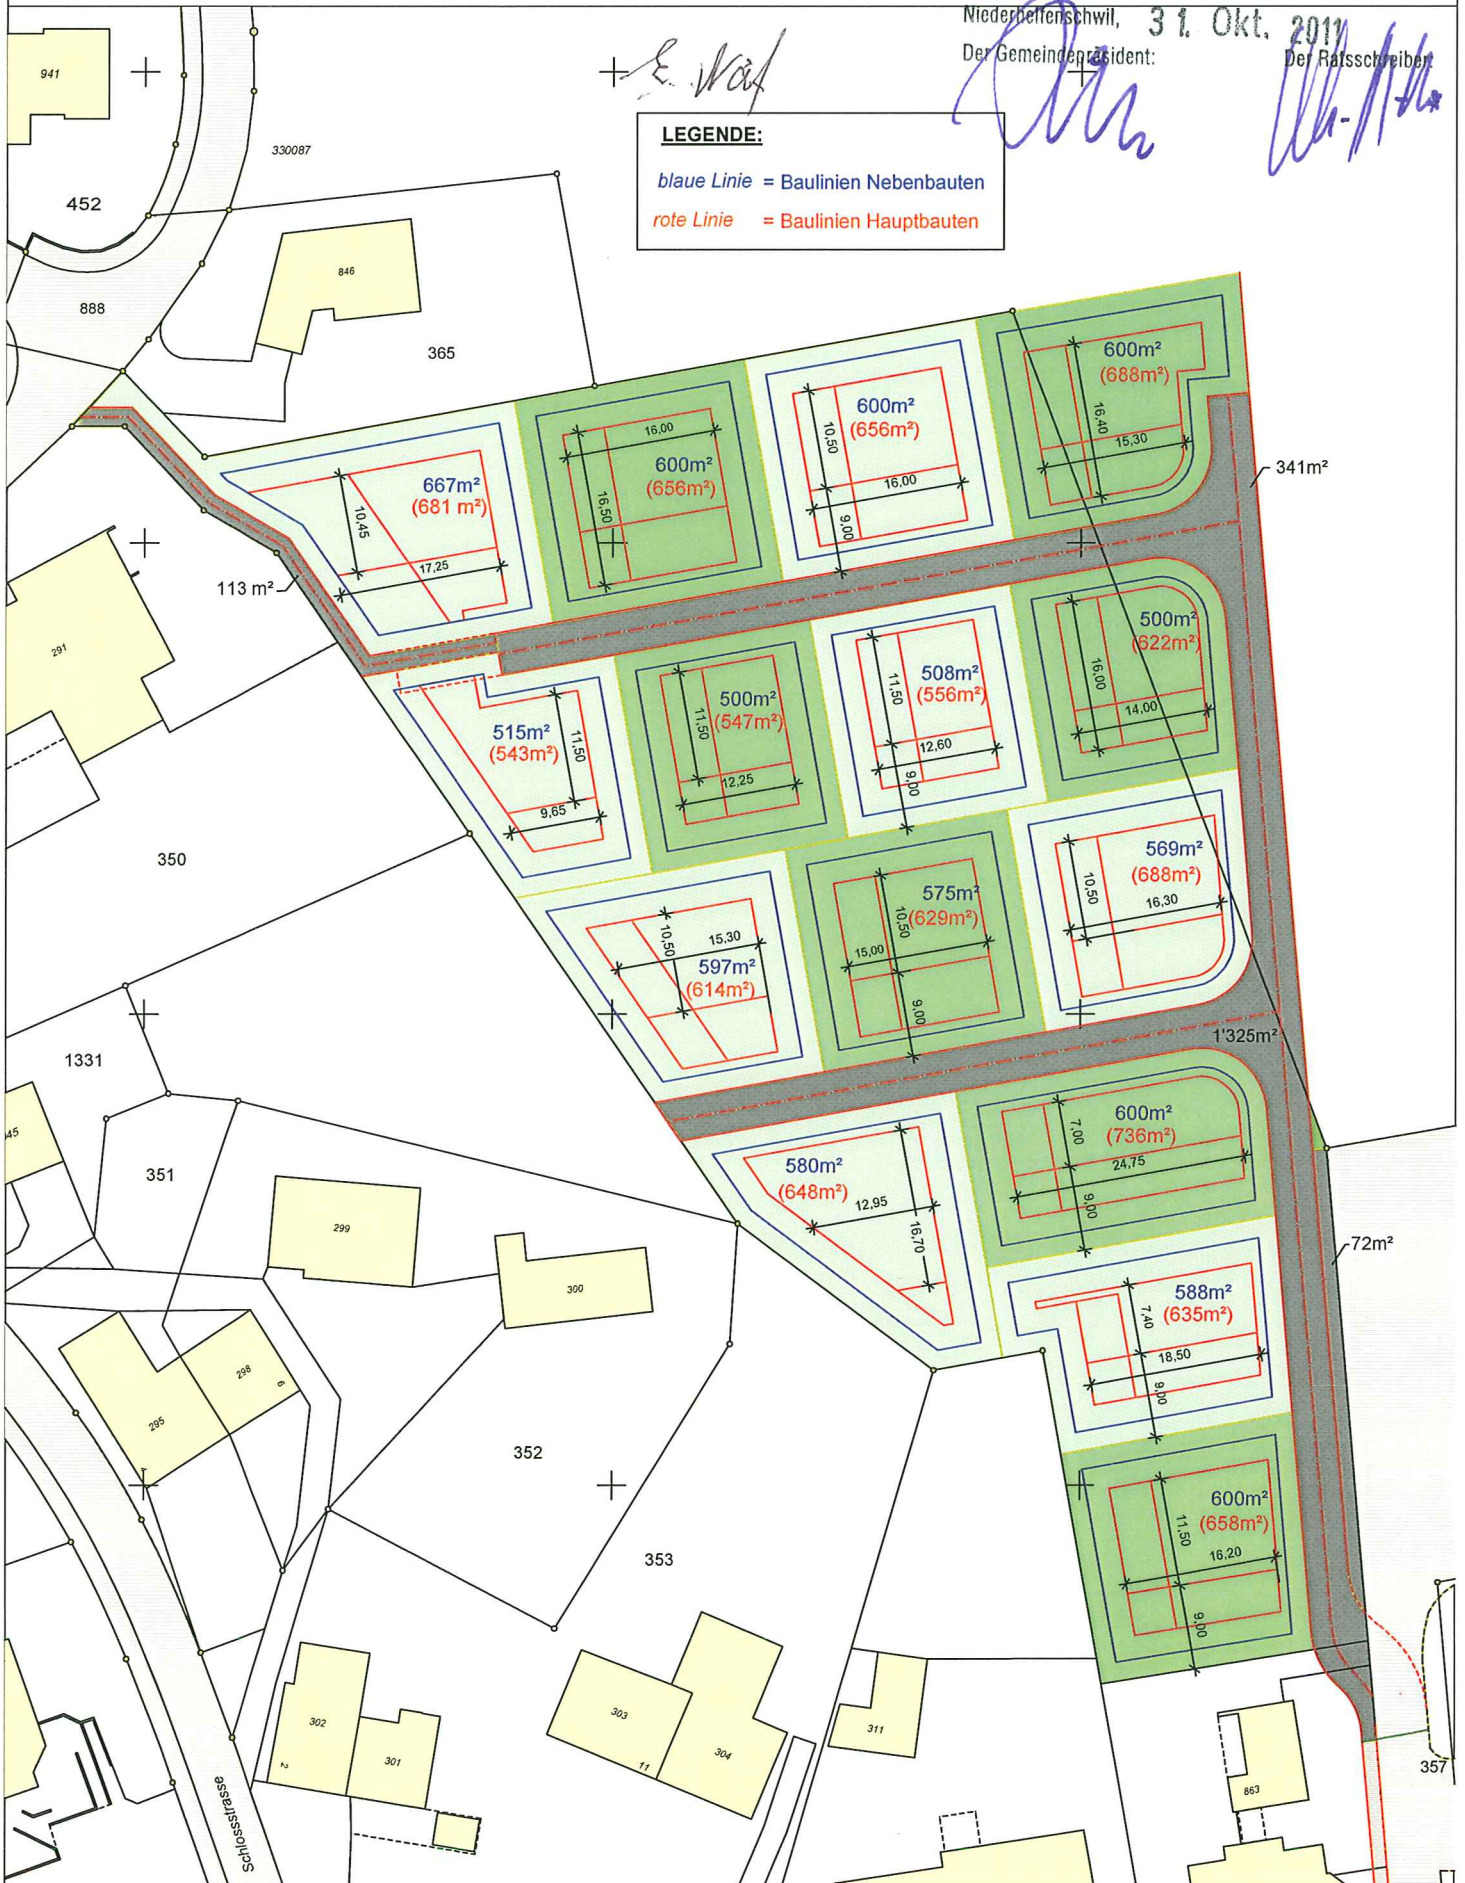 Niederhelfenschwil, 31. Okt. 2011
Der Gemeindepräsident: Der Ratsschreiber:
E. Näf
LEGENDE:
blaue Linie = Baulinien Nebenbauten
rote Linie = Baulinien Hauptbauten
941
330087
452
846
888
365
600m²
(688m²)
16,40
15,30
600m²
(656m²)
10,50
16,00
9,00
16,00
600m²
(656m²)
16,50
667m²
(681 m²)
10,45
17,25
341m²
113 m²
291
500m²
(622m²)
16,00
14,00
508m²
(556m²)
11,50
12,60
9,00
500m²
(547m²)
11,50
12,25
515m²
(543m²)
11,50
9,65
350
569m²
(688m²)
10,50
16,30
575m²
(629m²)
10,50
15,00
9,00
10,50
15,30
597m²
(614m²)
1'325m²
1331
45
351
600m²
(736m²)
7,00
24,75
9,00
580m²
(648m²)
12,95
16,70
299
300
72m²
588m²
(635m²)
7,40
18,50
9,00
298
6
295
352
600m²
(658m²)
11,50
16,20
9,00
353
302
2
301
303
11
304
311
863
357
Schlossstrasse